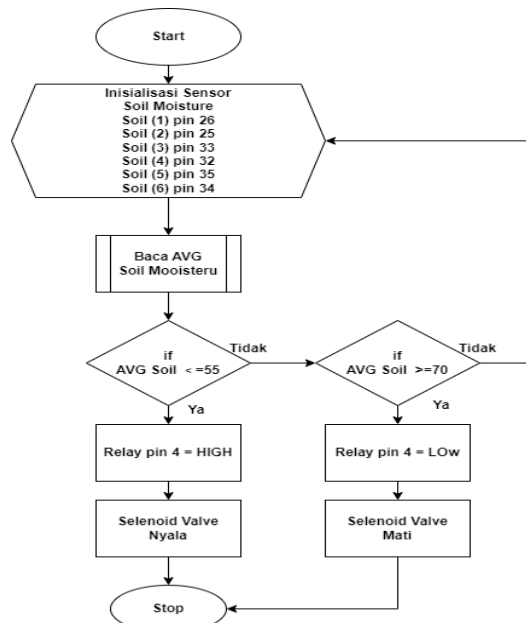 Start
Inisialisasi Sensor
Soil Moisture
Soil (1) pin 26
Soil (2) pin 25
Soil (3) pin 33
Soil (4) pin 32
Soil (5) pin 35
Soil (6) pin 34
Baca AVG
Soil Mooisteru
if
AVG Soil < =55
Tidak
if
AVG Soil >=70
Tidak
Ya
Ya
Relay pin 4 = HIGH
Relay pin 4 = LOw
Selenoid Valve
Nyala
Selenoid Valve
Mati
Stop